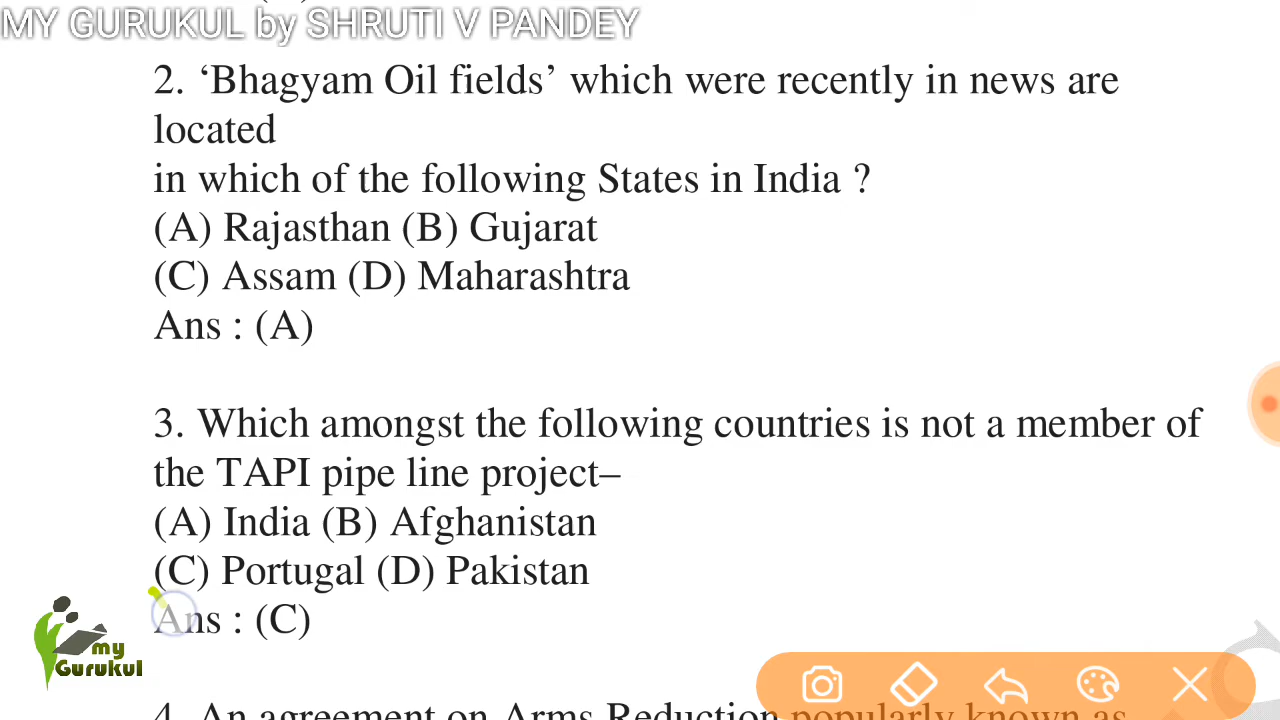 MY GURUKUL by SHRUTI V PANDEY
2. ‘Bhagyam Oil fields’ which were recently in news are
located
in which of the following States in India ?
(A) Rajasthan (B) Gujarat
(C) Assam (D) Maharashtra
Ans : (A)
3. Which amongst the following countries is not a member of
the TAPI pipe line project–
(A) India (B) Afghanistan
(C) Portugal (D) Pakistan
Ans : (C)
my
Gurukul
4. An agreement on Arms Reduction popularly known as